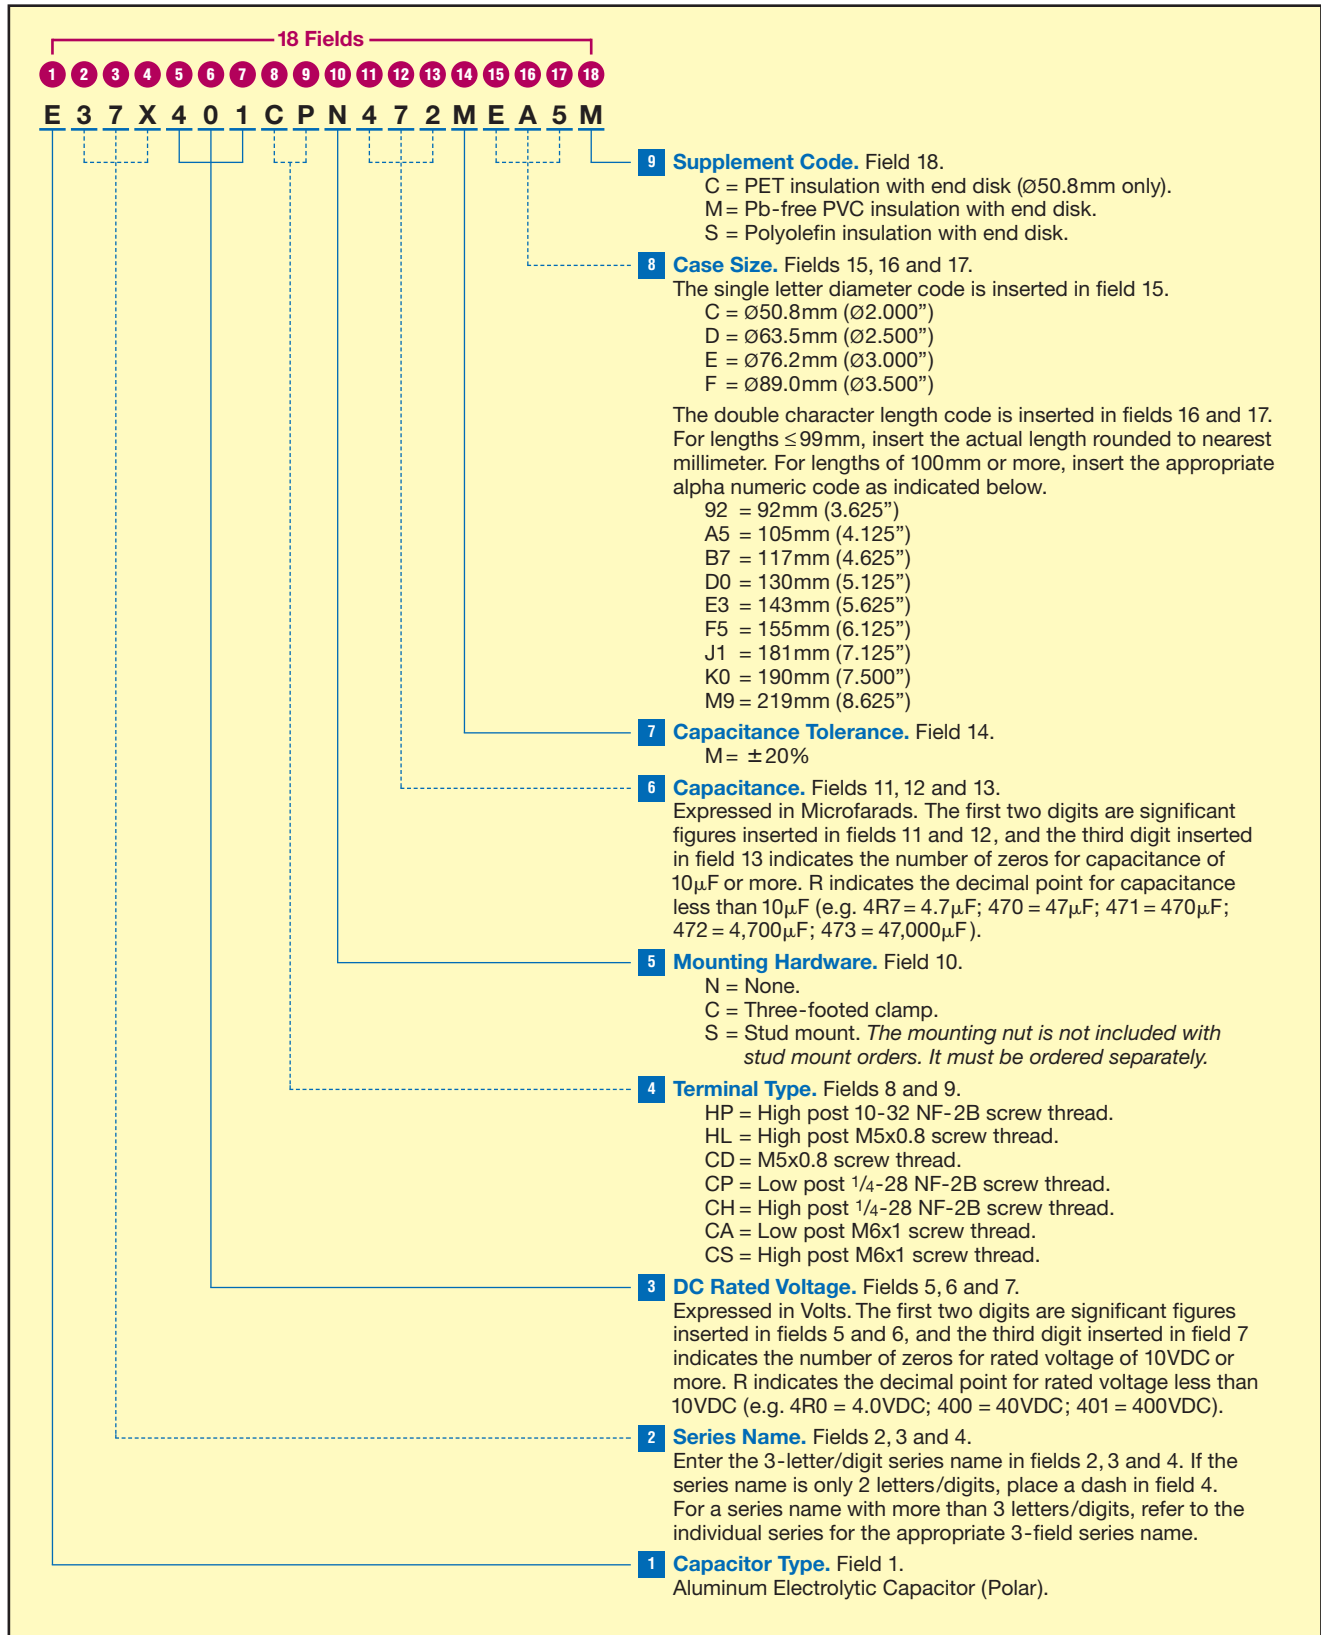 18 Fields
1 2 3 4 5 6 7 8 9 10 11 12 13 14 15 16 17 18
E 3 7 X 4 0 1 C P N 4 7 2 M E A 5 M
9 Supplement Code. Field 18.
C = PET insulation with end disk (Ø50.8mm only).
M = Pb-free PVC insulation with end disk.
S = Polyolefin insulation with end disk.
8 Case Size. Fields 15, 16 and 17.
The single letter diameter code is inserted in field 15.
C = Ø50.8mm (Ø2.000”)
D = Ø63.5mm (Ø2.500”)
E = Ø76.2mm (Ø3.000”)
F = Ø89.0mm (Ø3.500”)
The double character length code is inserted in fields 16 and 17.
For lengths ≤99mm, insert the actual length rounded to nearest
millimeter. For lengths of 100mm or more, insert the appropriate
alpha numeric code as indicated below.
92 = 92mm (3.625”)
A5 = 105mm (4.125”)
B7 = 117mm (4.625”)
D0 = 130mm (5.125”)
E3 = 143mm (5.625”)
F5 = 155mm (6.125”)
J1 = 181mm (7.125”)
K0 = 190mm (7.500”)
M9 = 219mm (8.625”)
7 Capacitance Tolerance. Field 14.
M = ±20%
6 Capacitance. Fields 11, 12 and 13.
Expressed in Microfarads. The first two digits are significant
figures inserted in fields 11 and 12, and the third digit inserted
in field 13 indicates the number of zeros for capacitance of
10µF or more. R indicates the decimal point for capacitance
less than 10µF (e.g. 4R7 = 4.7µF; 470 = 47µF; 471 = 470µF;
472 = 4,700µF; 473 = 47,000µF).
5 Mounting Hardware. Field 10.
N = None.
C = Three-footed clamp.
S = Stud mount. The mounting nut is not included with
stud mount orders. It must be ordered separately.
4 Terminal Type. Fields 8 and 9.
HP = High post 10-32 NF-2B screw thread.
HL = High post M5x0.8 screw thread.
CD = M5x0.8 screw thread.
CP = Low post 1/4-28 NF-2B screw thread.
CH = High post 1/4-28 NF-2B screw thread.
CA = Low post M6x1 screw thread.
CS = High post M6x1 screw thread.
3 DC Rated Voltage. Fields 5, 6 and 7.
Expressed in Volts. The first two digits are significant figures
inserted in fields 5 and 6, and the third digit inserted in field 7
indicates the number of zeros for rated voltage of 10VDC or
more. R indicates the decimal point for rated voltage less than
10VDC (e.g. 4R0 = 4.0VDC; 400 = 40VDC; 401 = 400VDC).
2 Series Name. Fields 2, 3 and 4.
Enter the 3-letter/digit series name in fields 2, 3 and 4. If the
series name is only 2 letters/digits, place a dash in field 4.
For a series name with more than 3 letters/digits, refer to the
individual series for the appropriate 3-field series name.
1 Capacitor Type. Field 1.
Aluminum Electrolytic Capacitor (Polar).